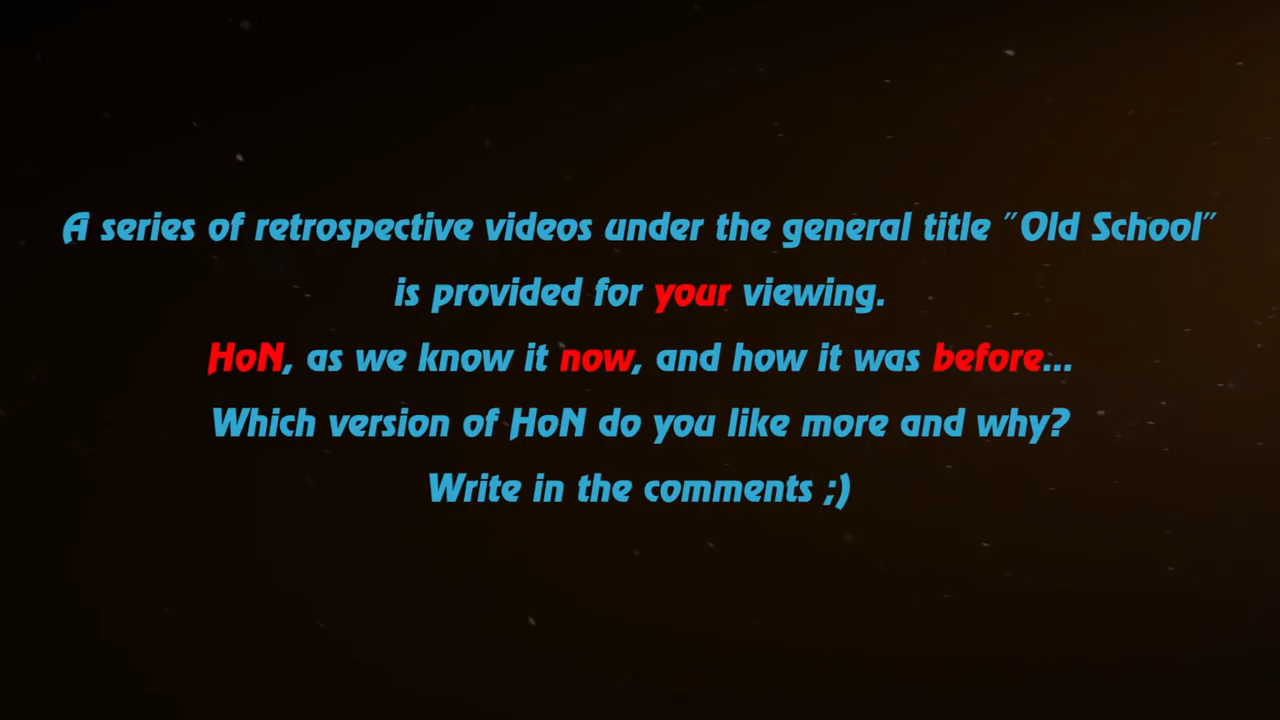 A series of retrospective videos under the general title "Old School"
is provided for your viewing.
HoN, as we know it now, and how it was before...
Which version of HoN do you like more and why?
Write in the comments ;)